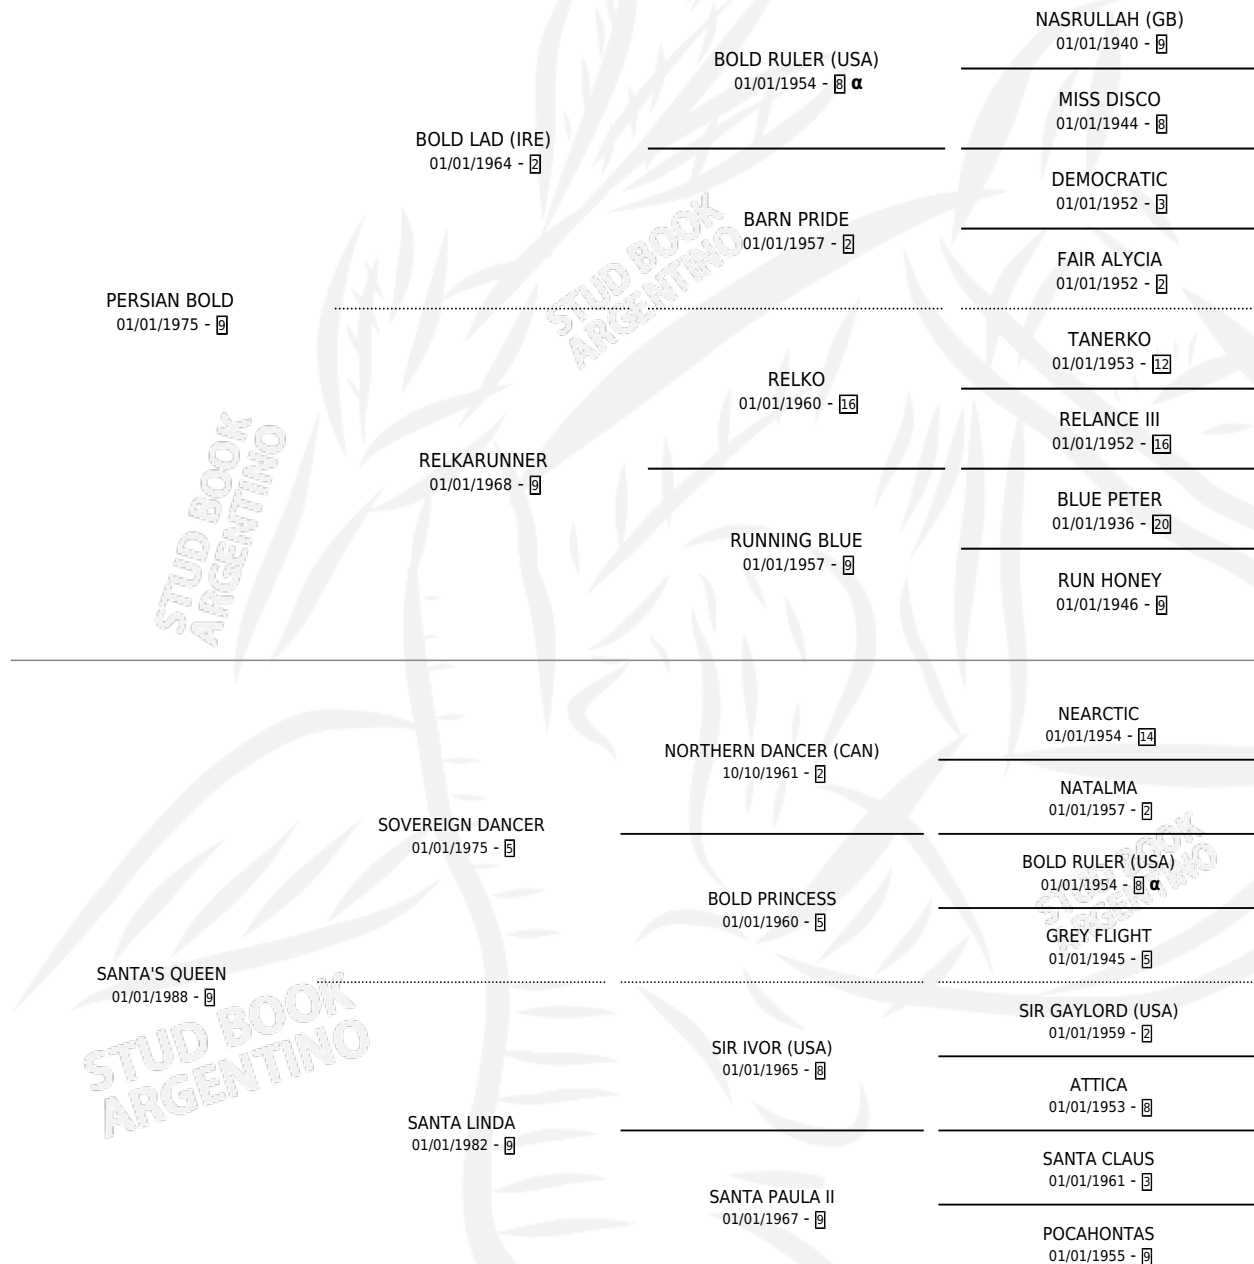 NASRULLAH (GB)
01/01/1940 - 9
BOLD RULER (USA)
01/01/1954 - 8 α
MISS DISCO
01/01/1944 - 8
BOLD LAD (IRE)
01/01/1964 - 2
DEMOCRATIC
01/01/1952 - 3
BARN PRIDE
01/01/1957 - 2
FAIR ALYCIA
01/01/1952 - 2
PERSIAN BOLD
01/01/1975 - 9
TANERKO
01/01/1953 - 12
RELKO
01/01/1960 - 16
RELANCE III
01/01/1952 - 16
RELKARUNNER
01/01/1968 - 9
BLUE PETER
01/01/1936 - 20
RUNNING BLUE
01/01/1957 - 9
RUN HONEY
01/01/1946 - 9
NEARCTIC
01/01/1954 - 14
NORTHERN DANCER (CAN)
10/10/1961 - 2
NATALMA
01/01/1957 - 2
SOVEREIGN DANCER
01/01/1975 - 5
BOLD RULER (USA)
01/01/1954 - 8 α
BOLD PRINCESS
01/01/1960 - 5
GREY FLIGHT
01/01/1945 - 5
SANTA'S QUEEN
01/01/1988 - 9
SIR GAYLORD (USA)
01/01/1959 - 2
SIR IVOR (USA)
01/01/1965 - 8
ATTICA
01/01/1953 - 8
SANTA LINDA
01/01/1982 - 9
SANTA CLAUS
01/01/1961 - 3
SANTA PAULA II
01/01/1967 - 9
POCAHONTAS
01/01/1955 - 9
STUD BOOK
ARGENTINO
STUD BOOK
ARGENTINO
STUD BOOK
ARGENTINO
STUD BOOK
ARGENTINO